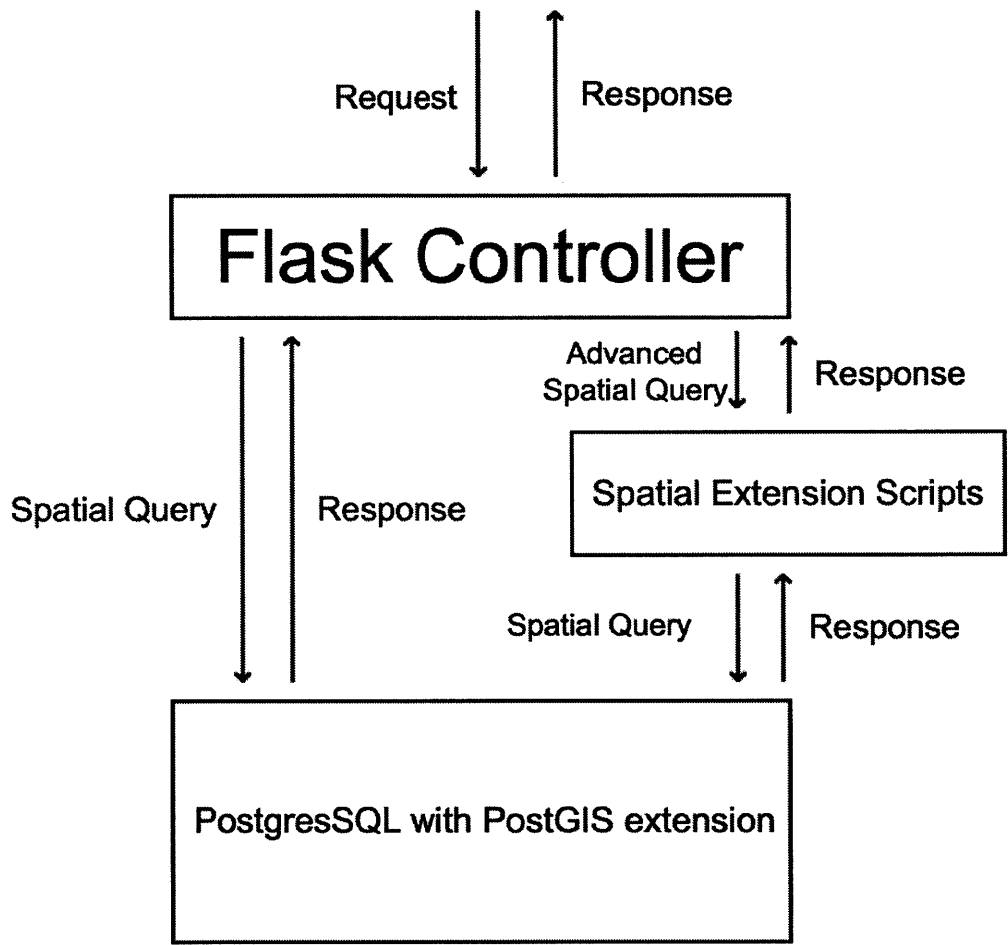 Request
Response
Flask Controller
Advanced
Spatial Query
Response
Spatial Extension Scripts
Spatial Query
Response
Spatial Query
Response
PostgresSQL with PostGIS extension